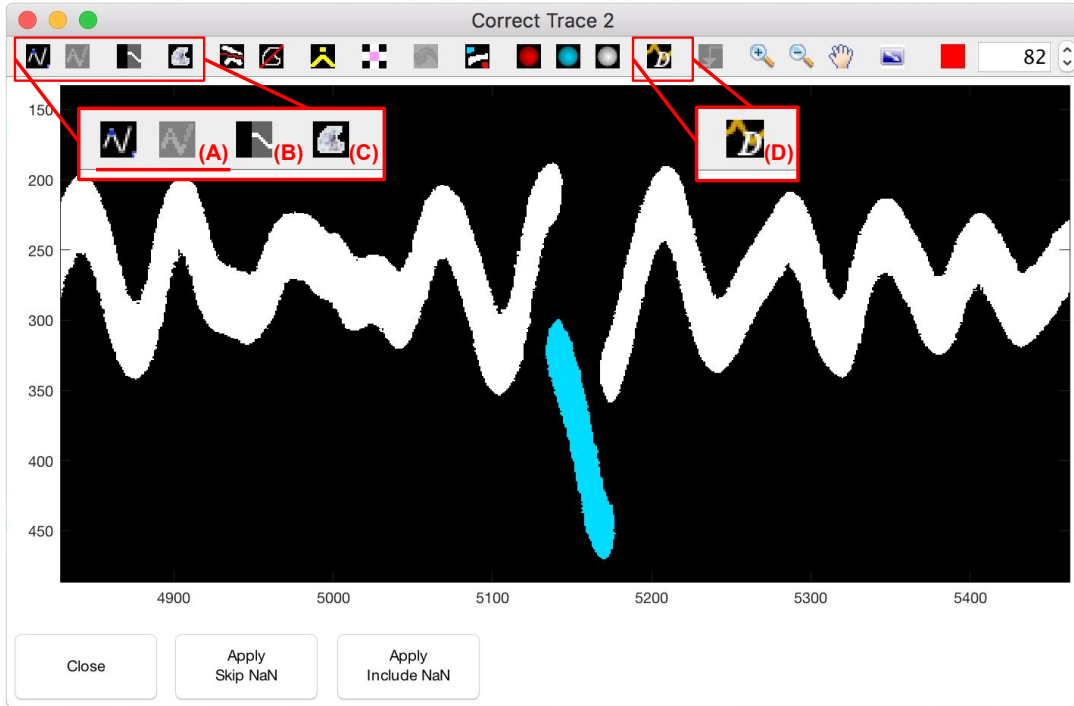 Correct Trace 2
82
150
(A) (B) (C)
(D)
200
250
300
350
400
450
4900 5000 5100 5200 5300 5400
Close
Apply
Skip NaN
Apply
Include NaN